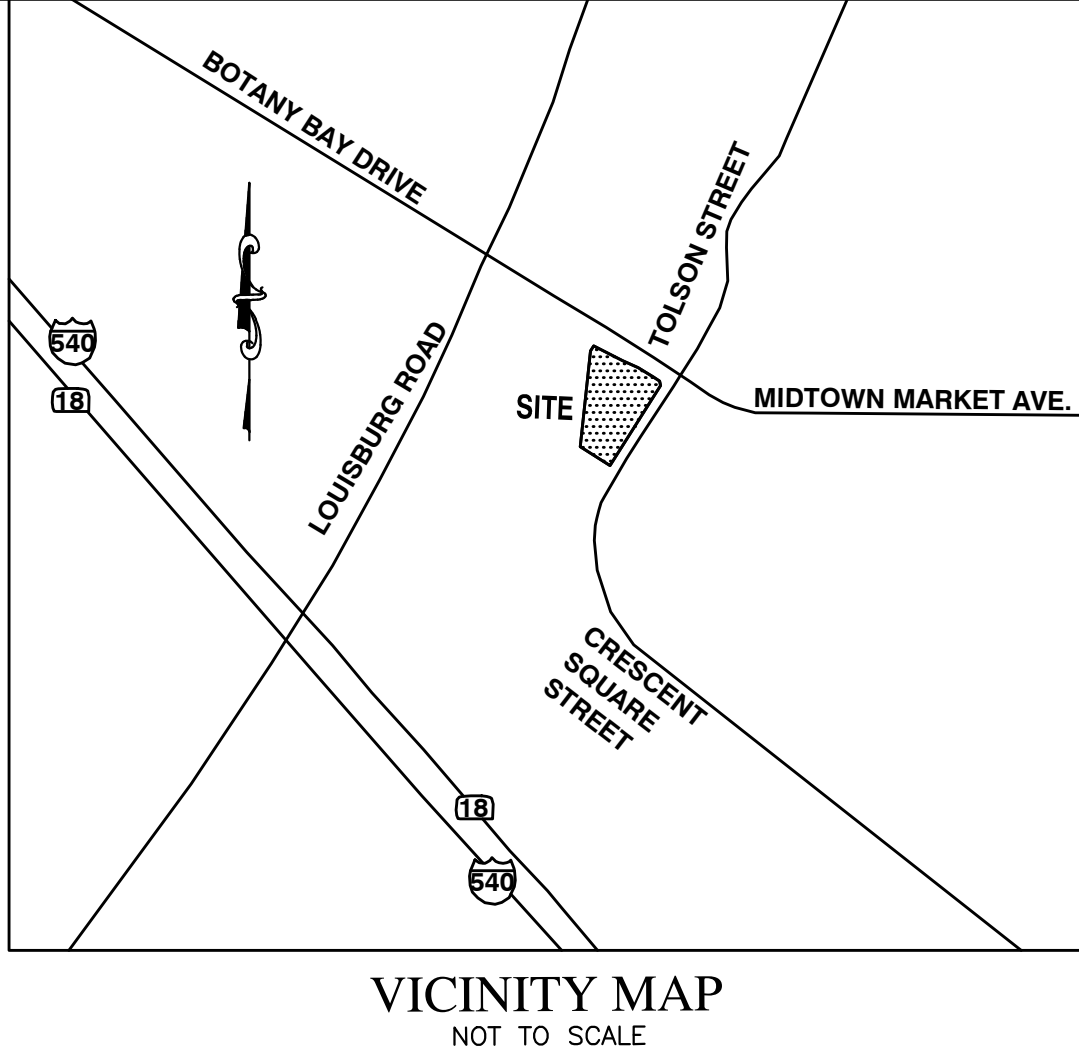 BOTANY BAY DRIVE
TOLSON STREET
540
18
LOUISBURG ROAD
SITE
MIDTOWN MARKET AVE.
CRESCENT
SQUARE
STREET
18
540
VICINITY MAP
NOT TO SCALE